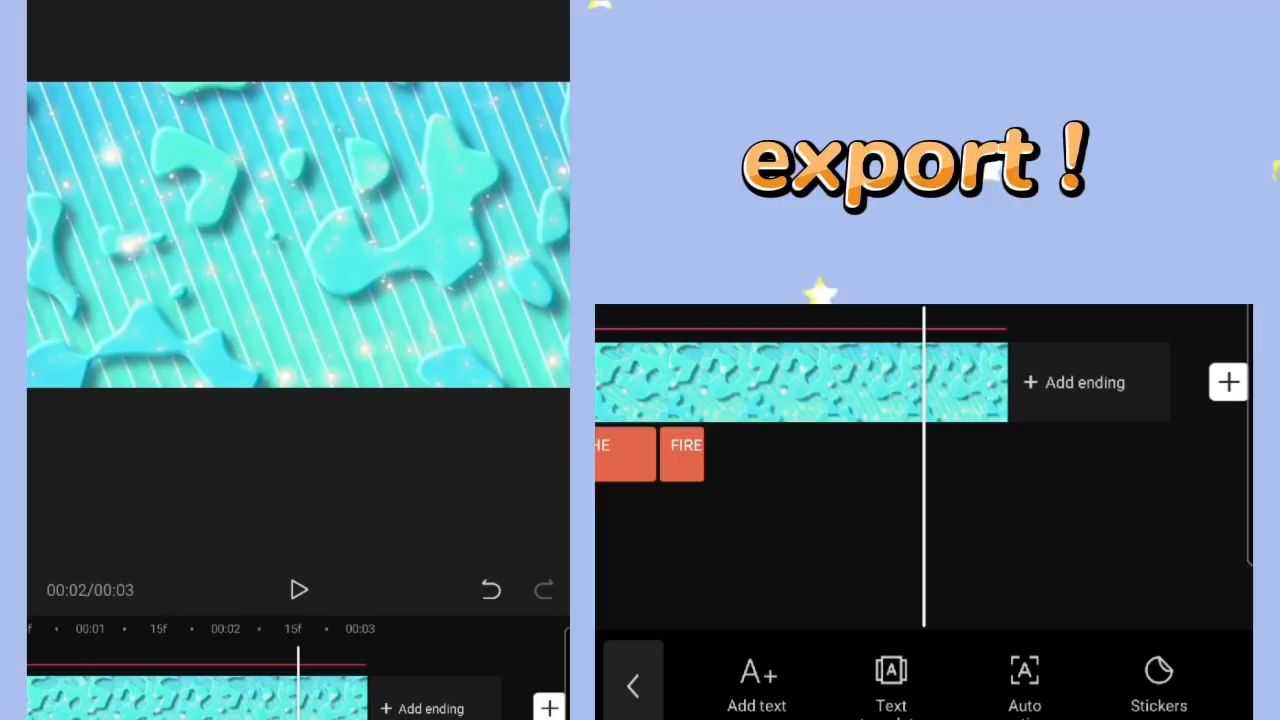 export !
00:02/00:03
f • 00:01 • 15f • 00:02 • 15f • 00:03
+ Add ending
+ Add ending
HE
FIRE
A+
Add text
A
Text
A
Auto
Stickers